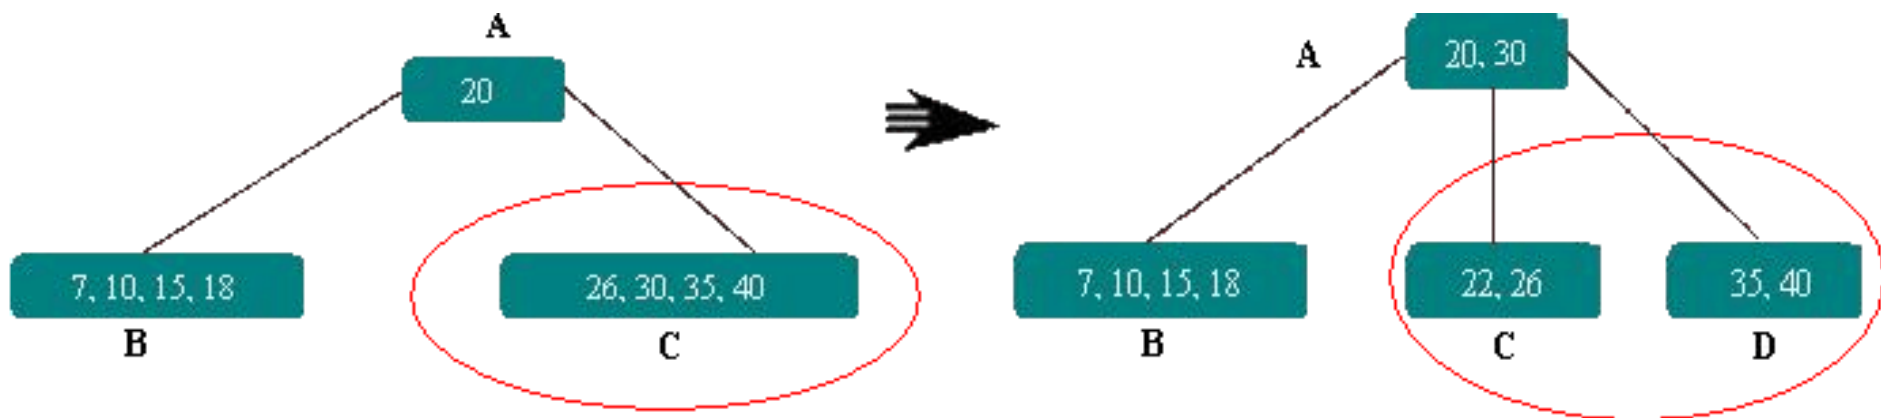 A
20
7, 10, 15, 18
26, 30, 35, 40
B
C
A
20, 30
7, 10, 15, 18
22, 26
35, 40
B
C
D